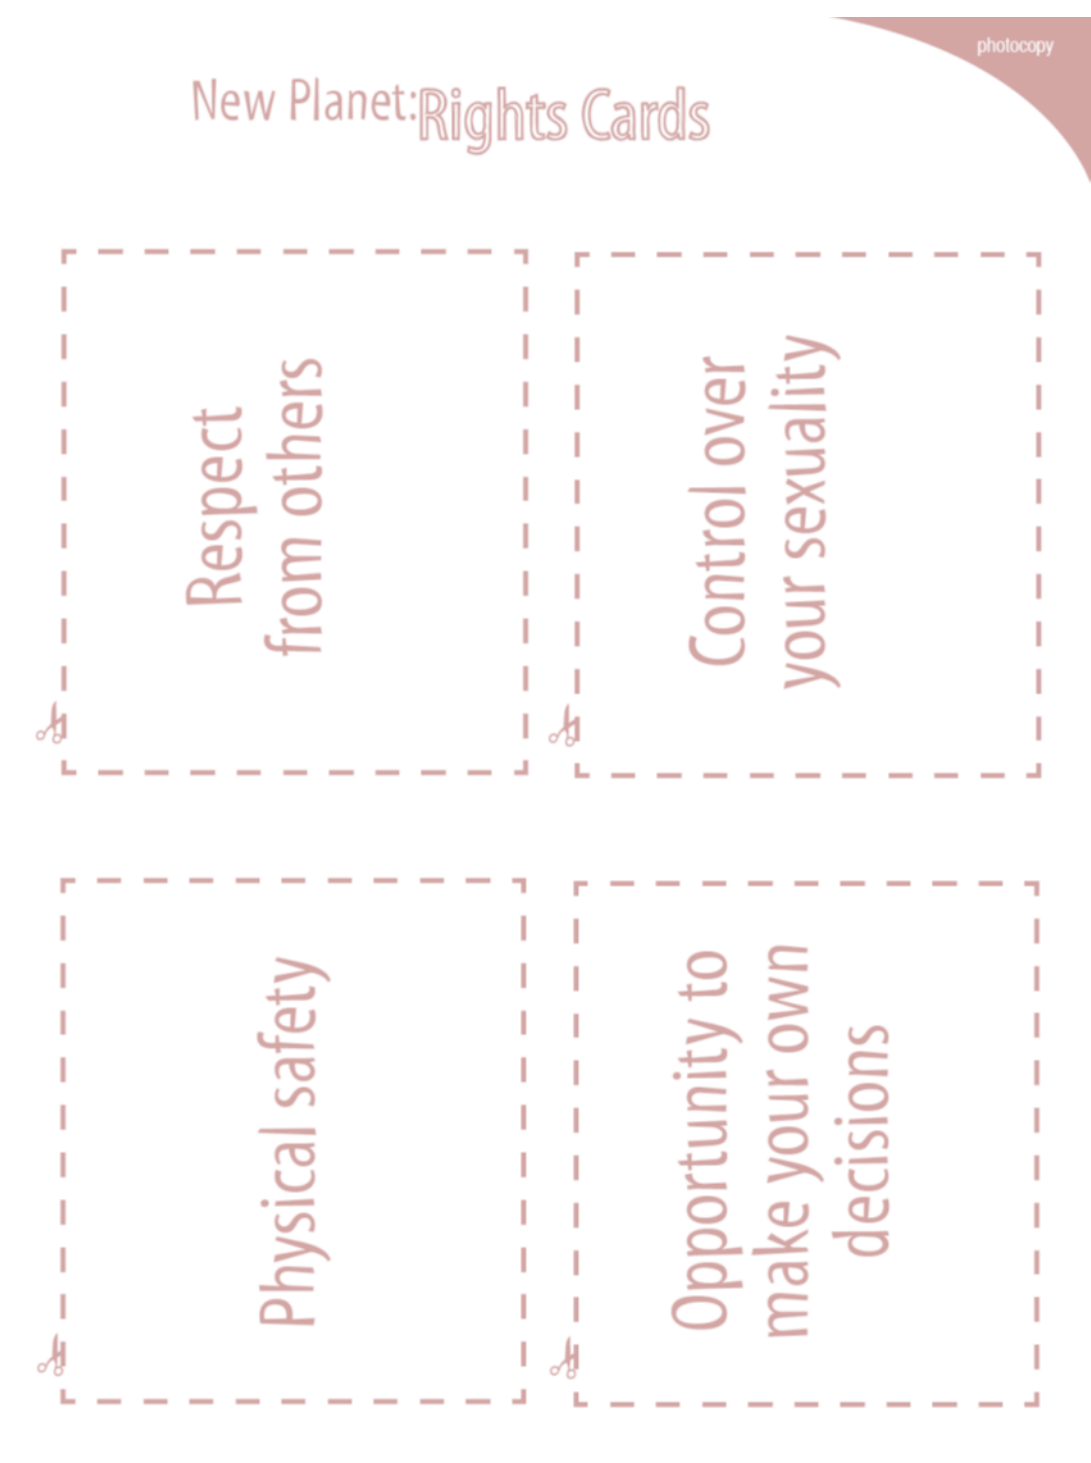 photocopy
New Planet: Rights Cards
Respect
from others
Control over
your sexuality
Physical safety
Opportunity to
make your own
decisions